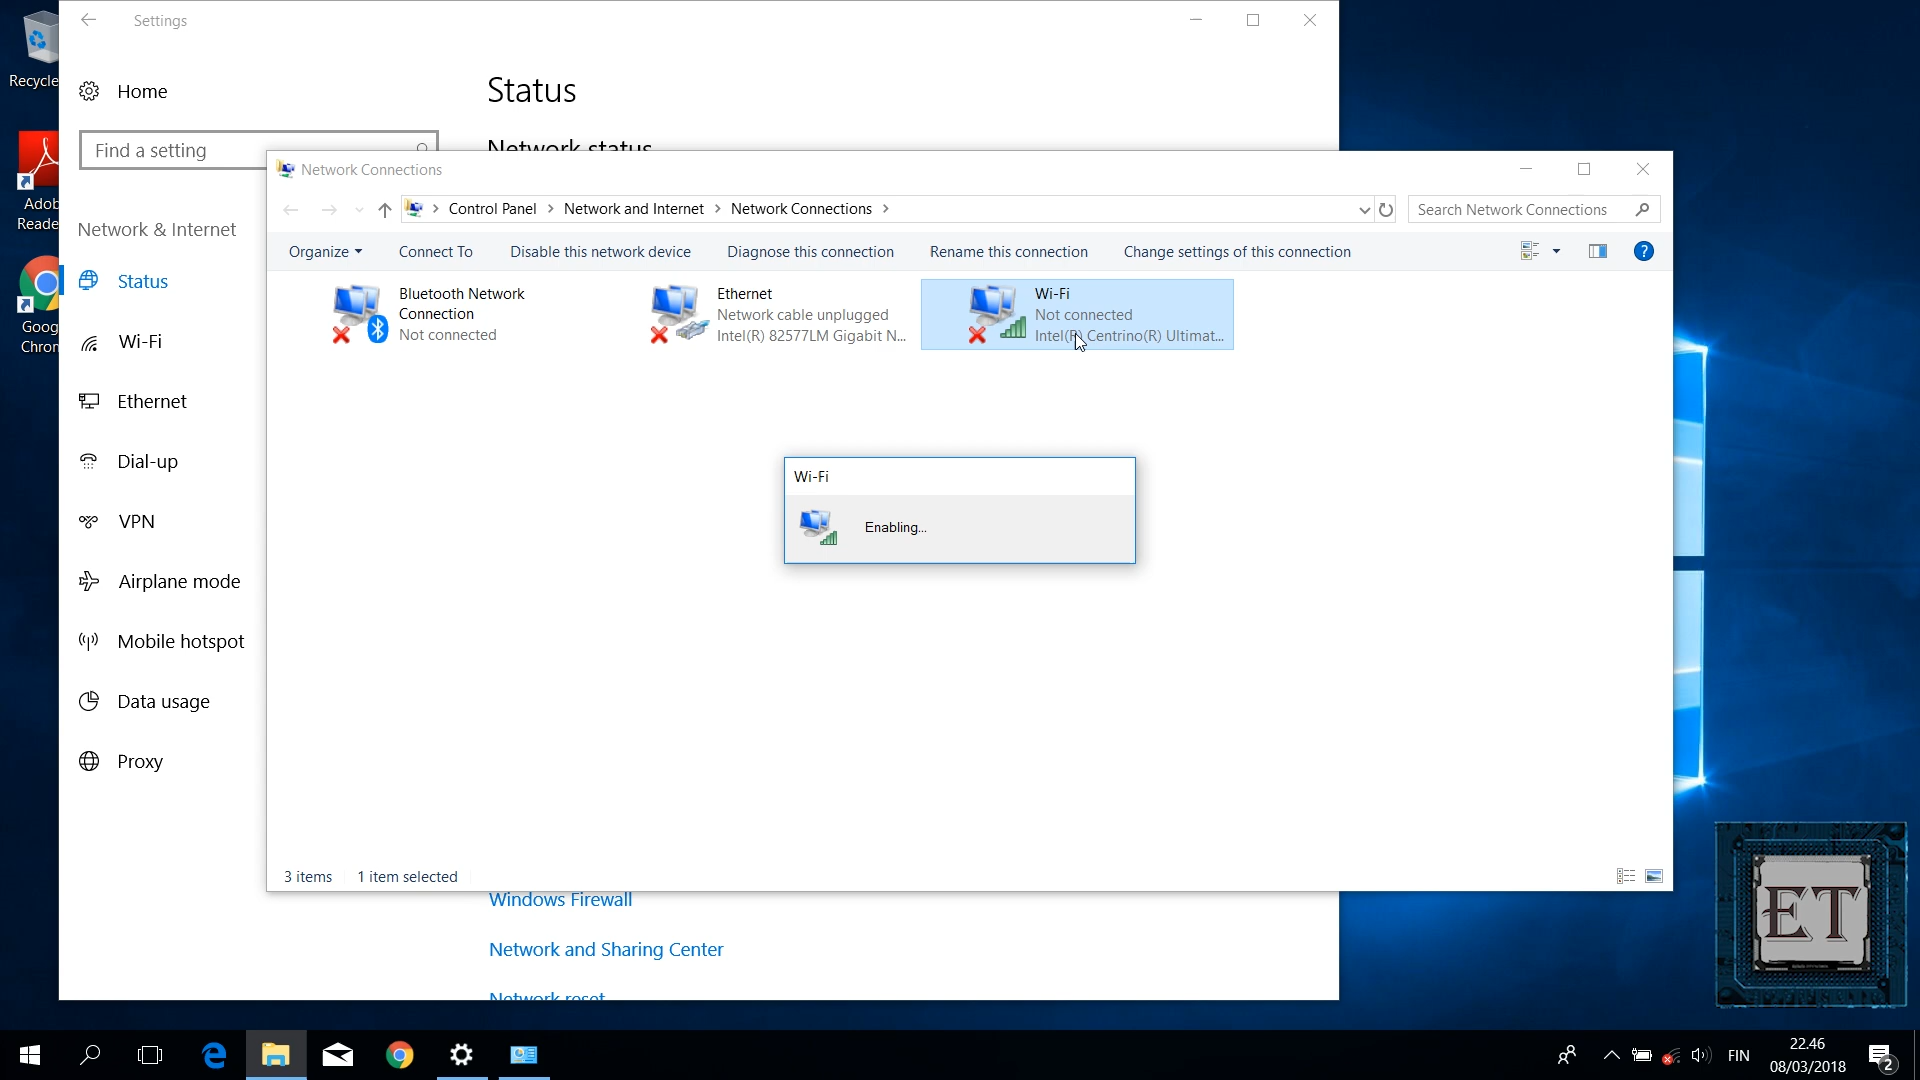 Settings
Recycle
Home
Status
Find a setting
Network status
Adob
Reade
Network & Internet
Status
Goog
Chron
Wi-Fi
Ethernet
Dial-up
VPN
Airplane mode
Mobile hotspot
Data usage
Proxy
Network Connections
Control Panel > Network and Internet > Network Connections >
Search Network Connections
Organize
Connect To
Disable this network device
Diagnose this connection
Rename this connection
Change settings of this connection
?
Bluetooth Network
Connection
Not connected
Ethernet
Network cable unplugged
Intel(R) 82577LM Gigabit N...
Wi-Fi
Not connected
Intel(R) Centrino(R) Ultimat...
Wi-Fi
Enabling...
3 items
1 item selected
Windows Firewall
Network and Sharing Center
Network reset
ET
FIN
22.46
08/03/2018
2